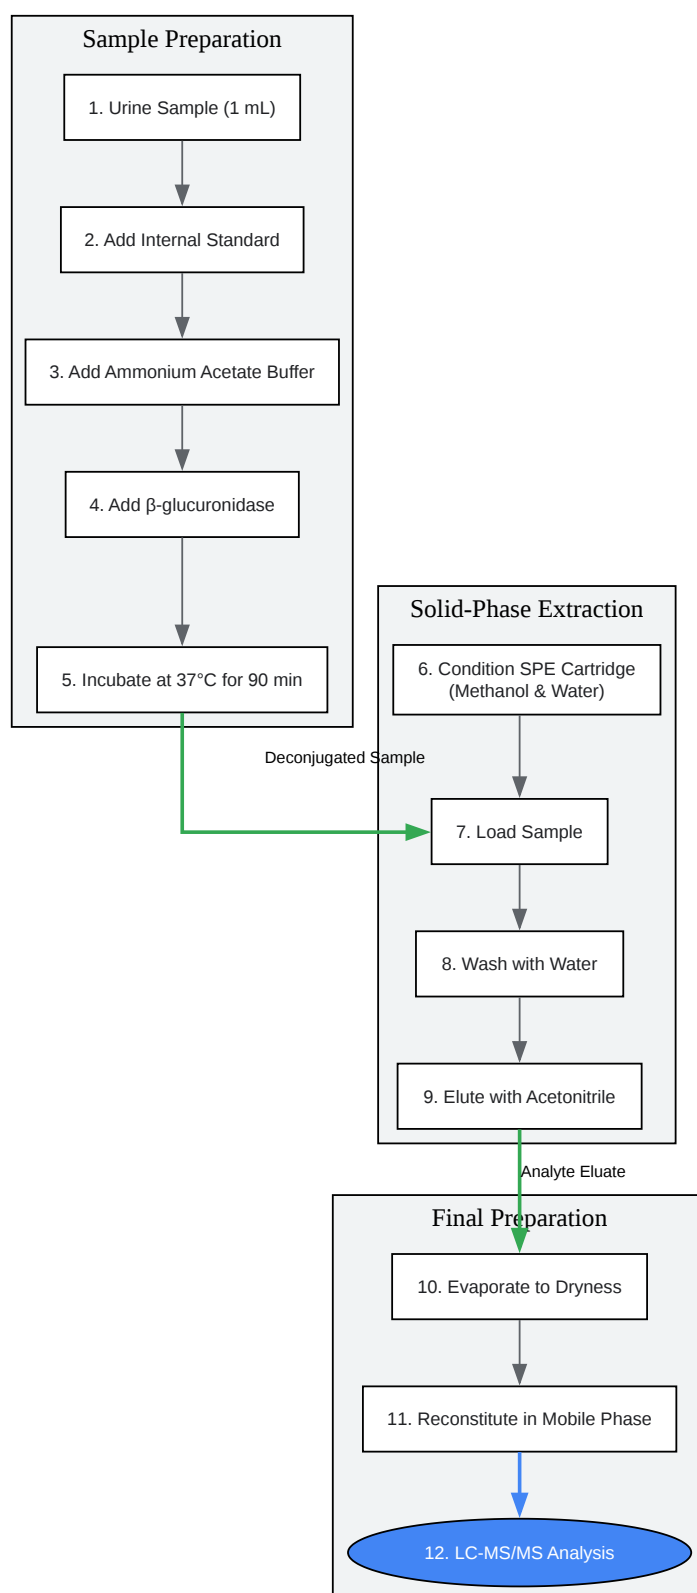 Sample Preparation
1. Urine Sample (1 mL)
2. Add Internal Standard
3. Add Ammonium Acetate Buffer
4. Add β-glucuronidase
5. Incubate at 37°C for 90 min
Deconjugated Sample
Solid-Phase Extraction
6. Condition SPE Cartridge
(Methanol & Water)
7. Load Sample
8. Wash with Water
9. Elute with Acetonitrile
Analyte Eluate
Final Preparation
10. Evaporate to Dryness
11. Reconstitute in Mobile Phase
12. LC-MS/MS Analysis